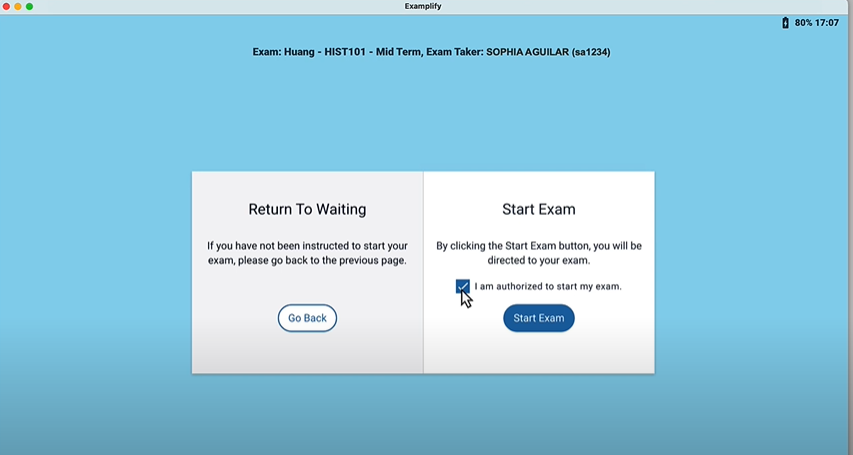 Examplify
80% 17:07
Exam: Huang - HIST101 - Mid Term, Exam Taker: SOPHIA AGUILAR (sa1234)
Return To Waiting
If you have not been instructed to start your
exam, please go back to the previous page.
Go Back
Start Exam
By clicking the Start Exam button, you will be
directed to your exam.
I am authorized to start my exam.
Start Exam